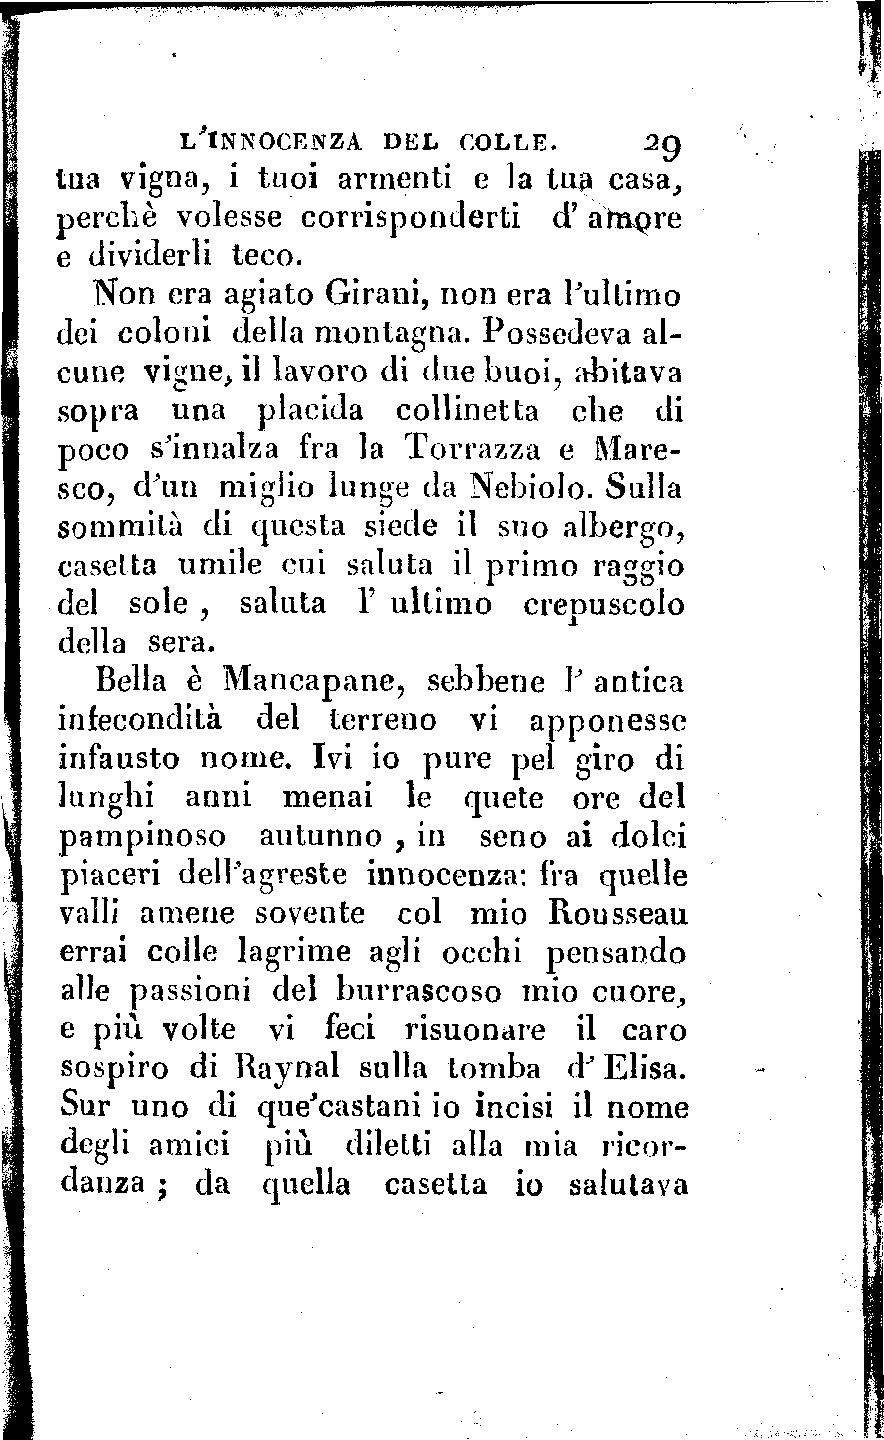 L'INNOCENZA DEL COLLE. 29
tua vigna, i tuoi armenti e la tua casa,
perchè volesse corrisponderti d' amore
e dividerli teco.
Non era agiato Girani, non era l'ultimo
dei coloni della montagna. Possedeva al-
cune vigne, il lavoro di due buoi, abitava
sopra una placida collinetta che di
poco s'innalza fra la Torrazza e Mare-
sco, d'un miglio lunge da Nebiolo. Sulla
sommità di questa siede il suo albergo,
casetta umile cui saluta il primo raggio
del sole , saluta l' ultimo crepuscolo
della sera.
Bella è Mancapane, sebbene l' antica
infecondità del terreno vi apponesse
infausto nome. Ivi io pure pel giro di
lunghi anni menai le quete ore del
pampinoso autunno , in seno ai dolci
piaceri dell'agreste innocenza: fra quelle
valli amene sovente col mio Rousseau
errai colle lagrime agli occhi pensando
alle passioni del burrascoso mio cuore,
e più volte vi feci risuonare il caro
sospiro di Raynal sulla tomba d' Elisa.
Sur uno di que'castani io incisi il nome
degli amici più diletti alla mia ricor-
danza ; da quella casetta io salutava